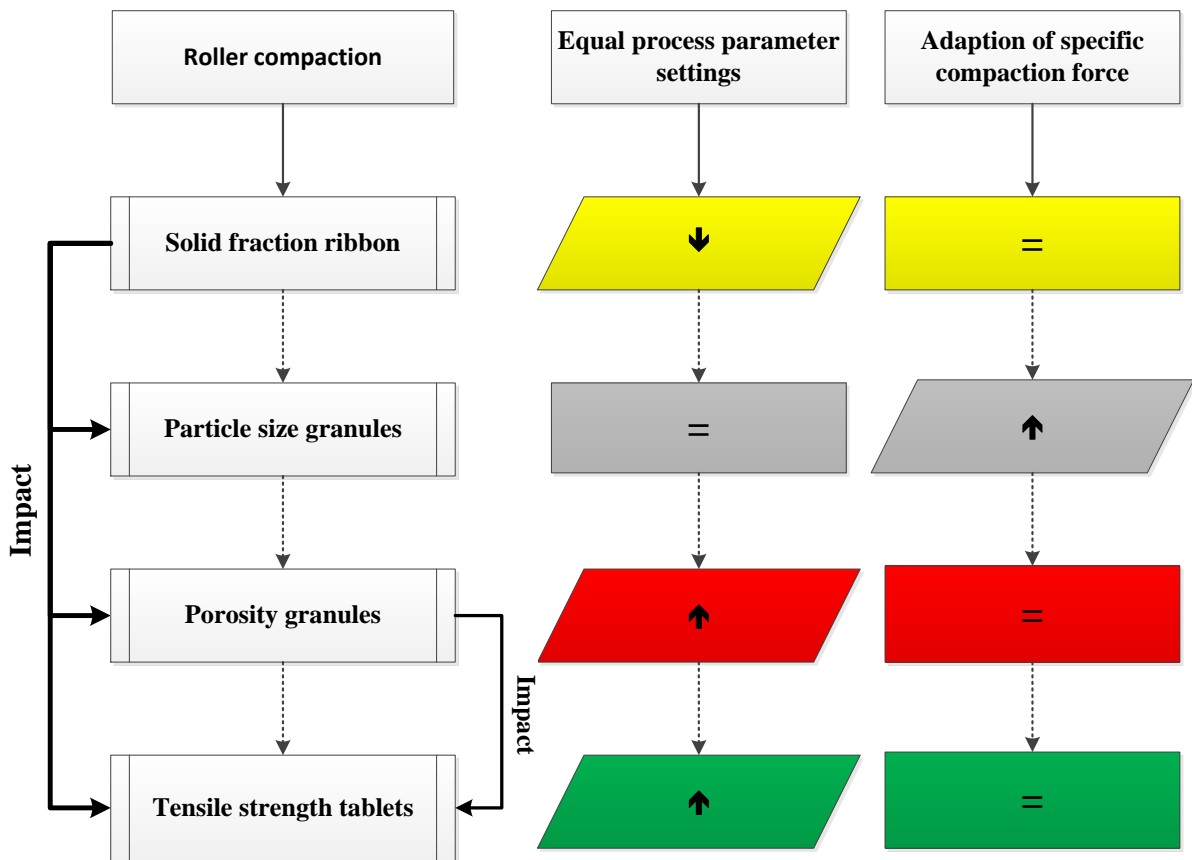 Roller compaction
Equal process parameter
settings
Adaption of specific
compaction force
Solid fraction ribbon
↓
=
Impact
Particle size granules
=
↑
Porosity granules
↑
=
Impact
Tensile strength tablets
↑
=